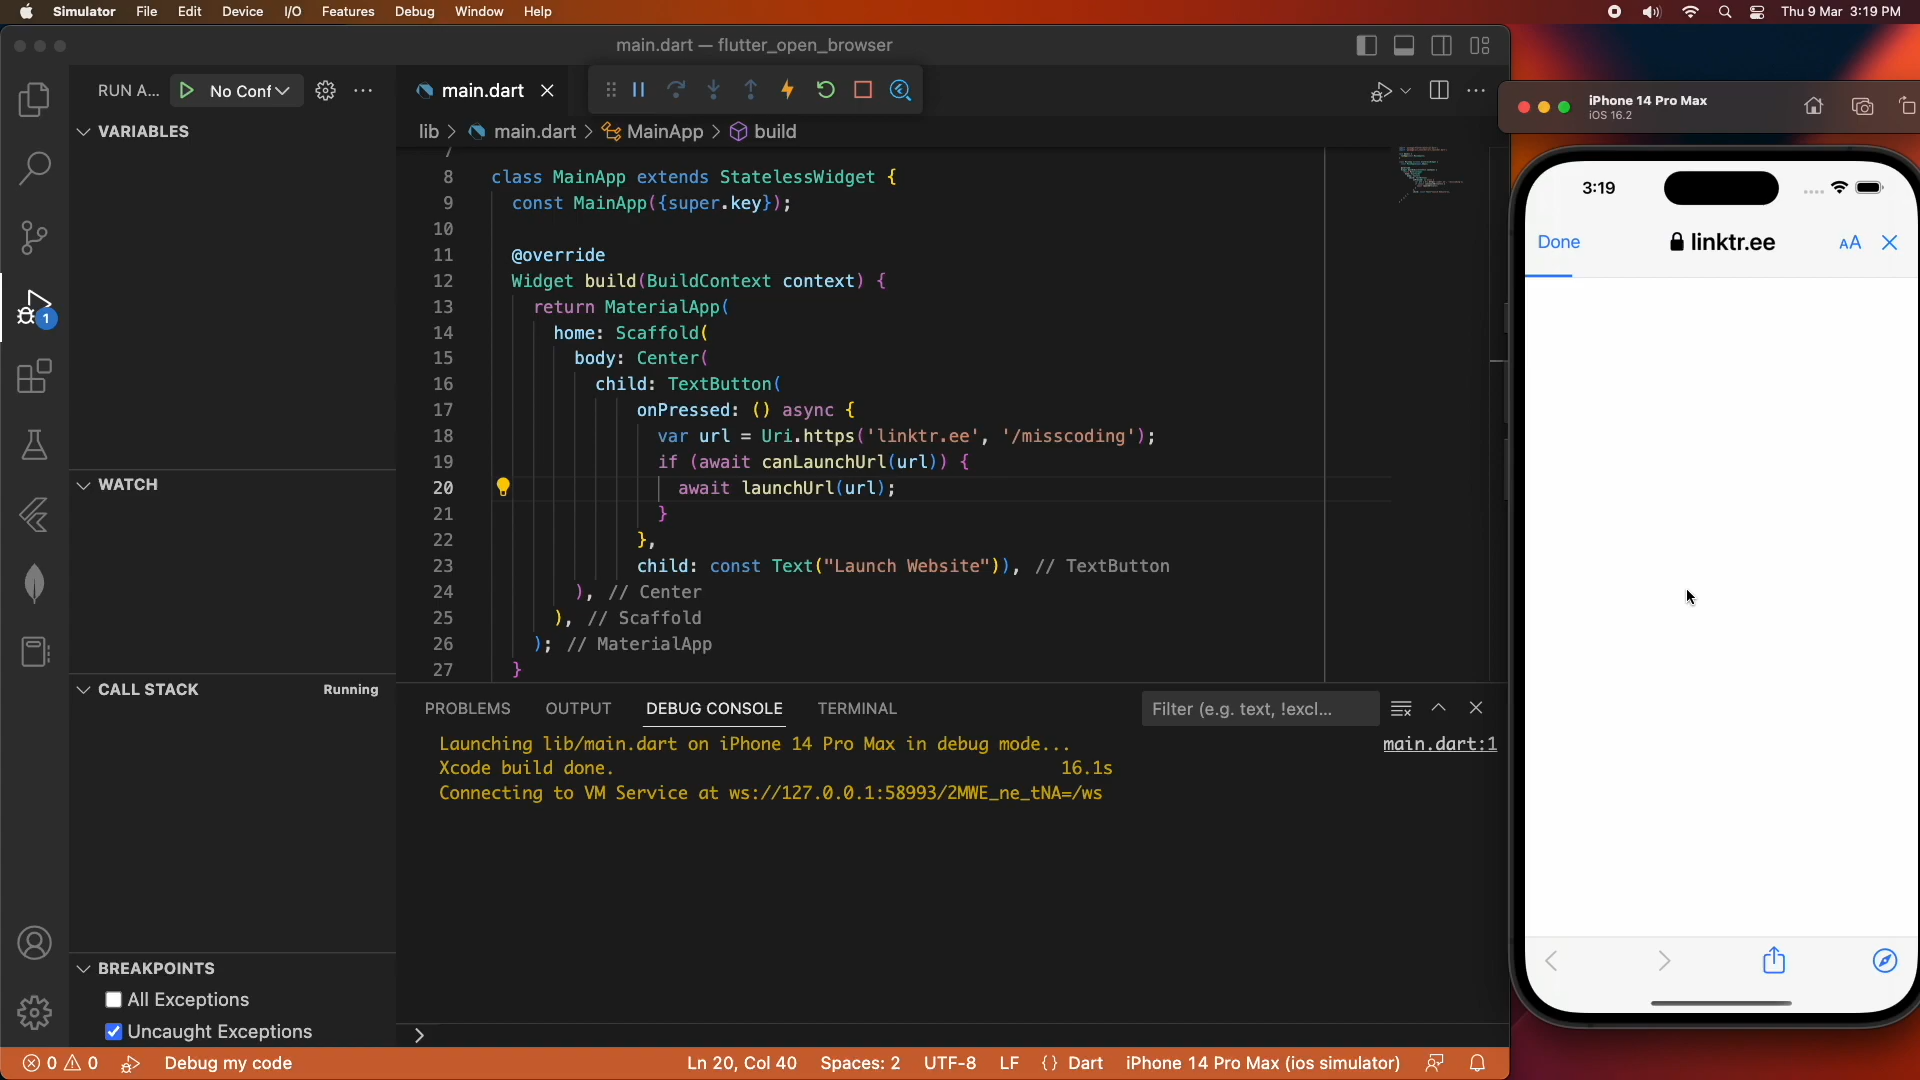 Simulator File Edit Device I/O Features Debug Window Help Thu 9 Mar 3:19 PM
main.dart — flutter_open_browser
RUN A... No Conf
main.dart
iPhone 14 Pro Max
iOS 16.2
VARIABLES
lib > main.dart > MainApp > build
7
8 class MainApp extends StatelessWidget {
9 const MainApp({super.key});
10
11 @override
12 Widget build(BuildContext context) {
13 return MaterialApp(
14 home: Scaffold(
15 body: Center(
16 child: TextButton(
17 onPressed: () async {
18 var url = Uri.https('linktr.ee', '/misscoding');
19 if (await canLaunchUrl(url)) {
20 await launchUrl(url);
21 }
22 },
23 child: const Text("Launch Website")), // TextButton
24 ), // Center
25 ), // Scaffold
26 ); // MaterialApp
27 }
3:19
Done linktr.ee AA
1
WATCH
CALL STACK Running
PROBLEMS OUTPUT DEBUG CONSOLE TERMINAL Filter (e.g. text, !excl...
Launching lib/main.dart on iPhone 14 Pro Max in debug mode... main.dart:1
Xcode build done. 16.1s
Connecting to VM Service at ws://127.0.0.1:58993/2MWE_ne_tNA=/ws
BREAKPOINTS
All Exceptions
Uncaught Exceptions
>
0 0 Debug my code Ln 20, Col 40 Spaces: 2 UTF-8 LF {} Dart iPhone 14 Pro Max (ios simulator)